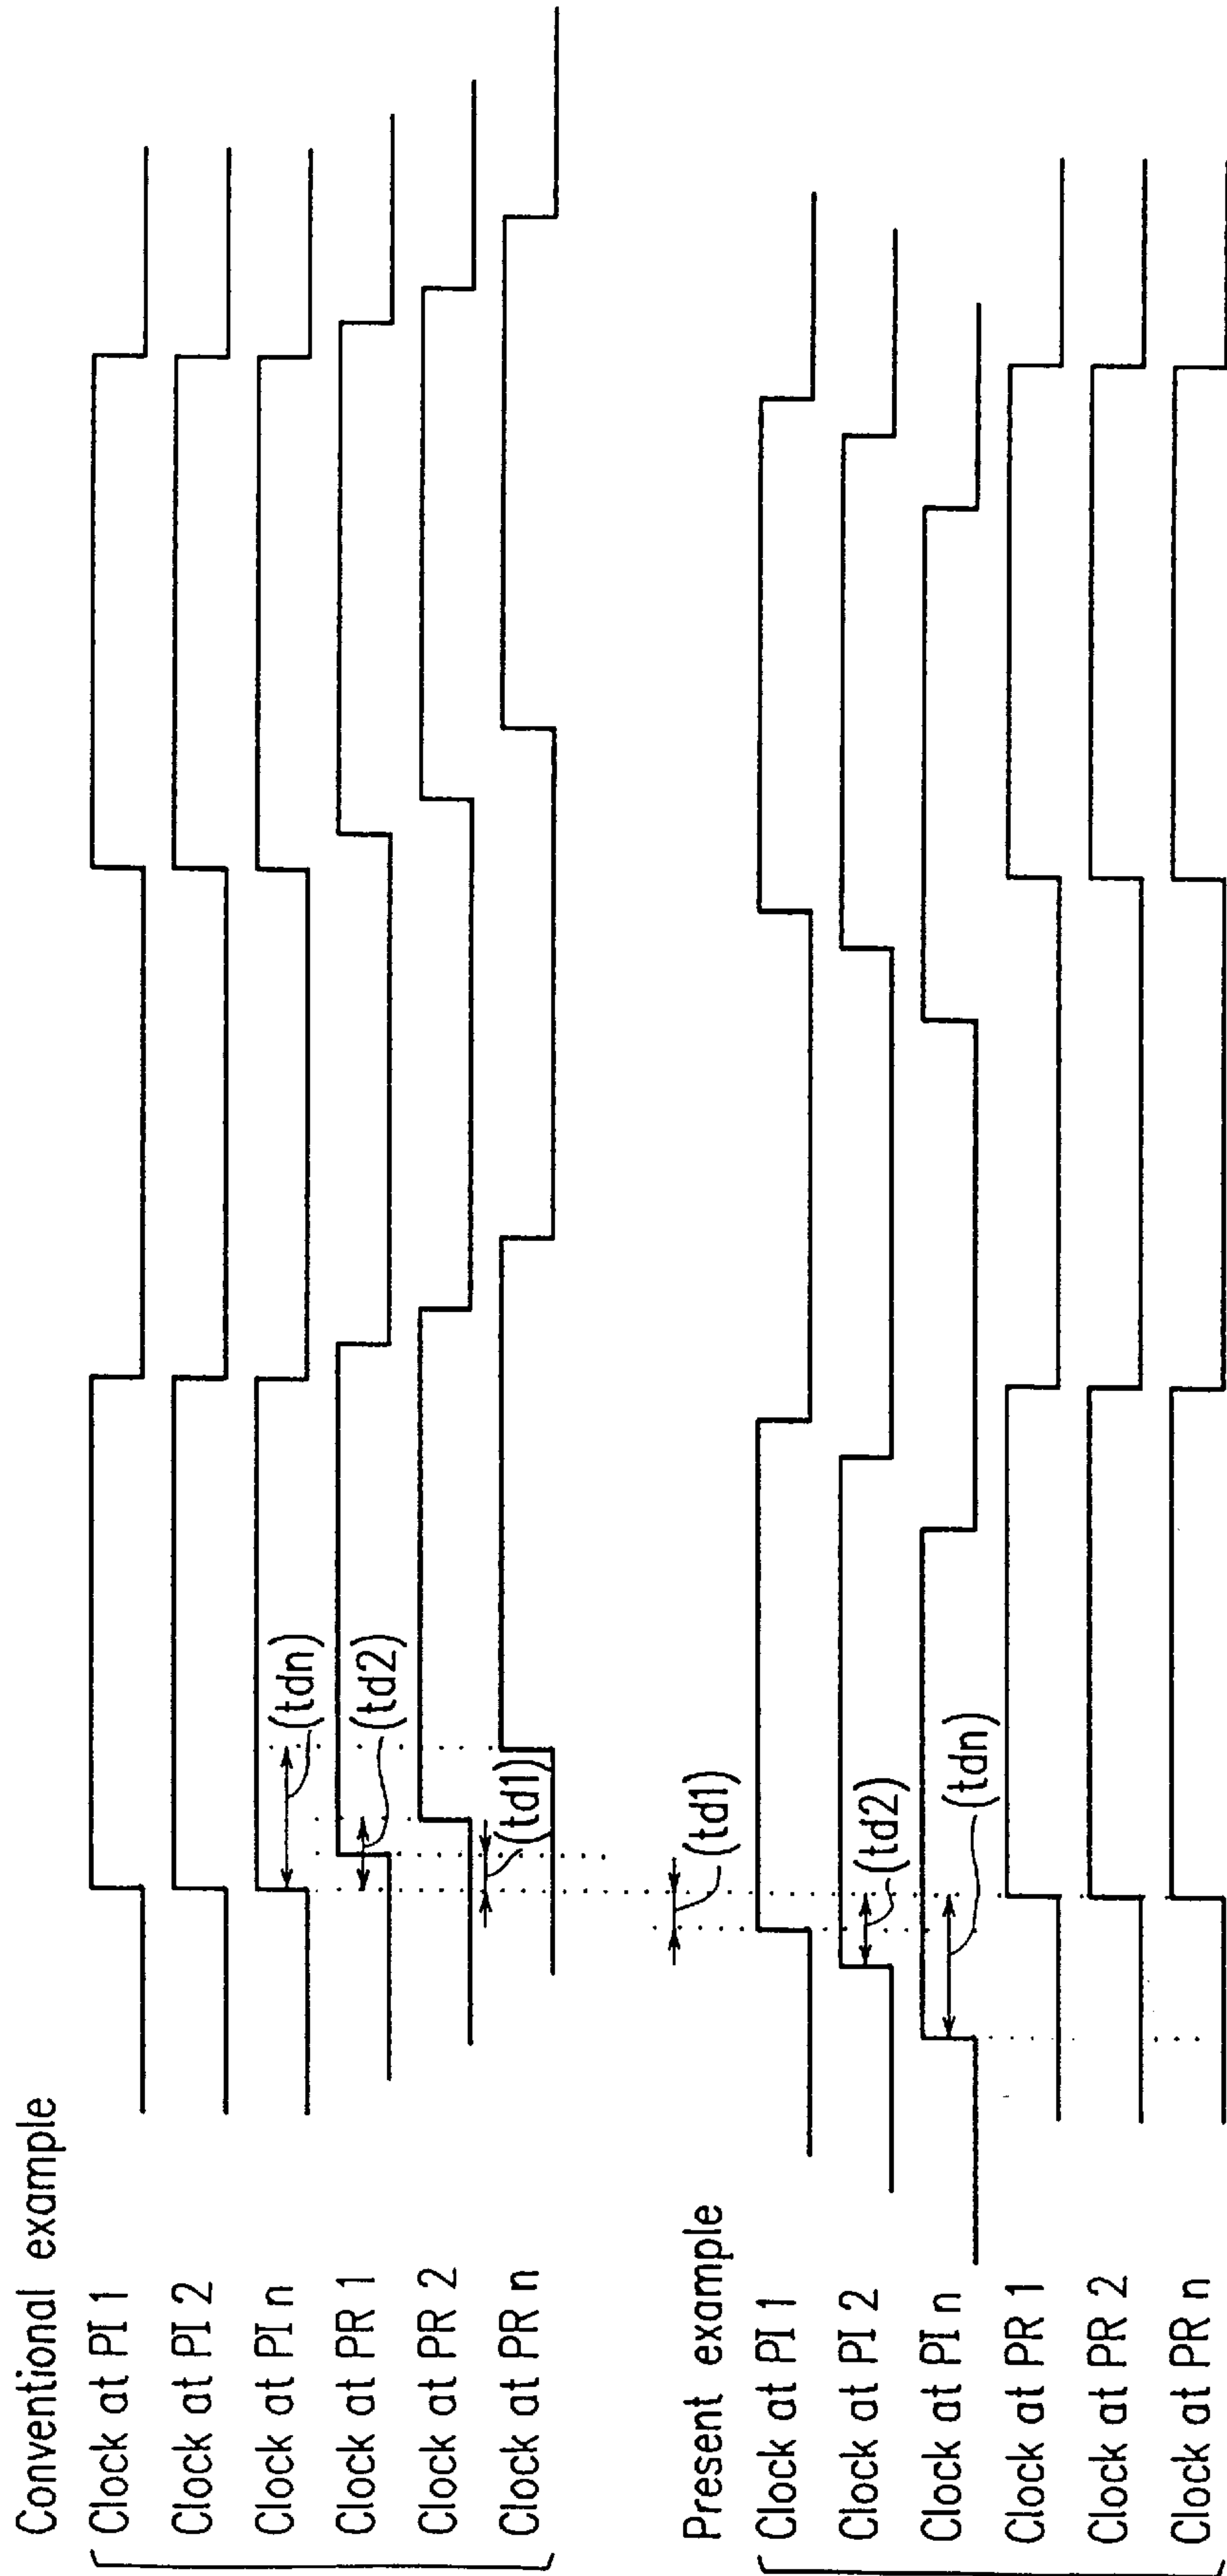 Conventional example
Clock at PI 1
Clock at PI 2
Clock at PI n
(tdn)
Clock at PR 1
(td2)
Clock at PR 2
Clock at PR n
(td1)
Present example
(td1)
Clock at PI 1
Clock at PI 2
(td2)
Clock at PI n
(tdn)
Clock at PR 1
Clock at PR 2
Clock at PR n